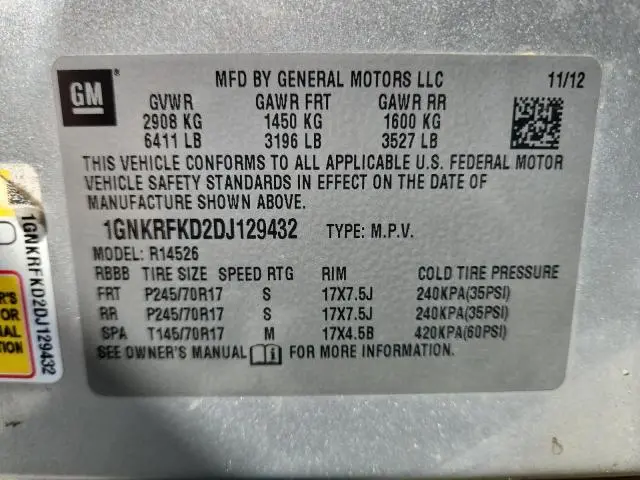 GM
MFD BY GENERAL MOTORS LLC 11/12
GVWR GAWR FRT GAWR RR
2908 KG 1450 KG 1600 KG
6411 LB 3196 LB 3527 LB
THIS VEHICLE CONFORMS TO ALL APPLICABLE U.S. FEDERAL MOTOR
VEHICLE SAFETY STANDARDS IN EFFECT ON THE DATE OF
MANUFACTURE SHOWN ABOVE.
1GNKRFKD2DJ129432 TYPE: M.P.V.
MODEL: R14526
RBBB TIRE SIZE SPEED RTG RIM COLD TIRE PRESSURE
FRT P245/70R17 S 17X7.5J 240KPA(35PSI)
RR P245/70R17 S 17X7.5J 240KPA(35PSI)
SPA T145/70R17 M 17X4.5B 420KPA(60PSI)
SEE OWNER'S MANUAL FOR MORE INFORMATION.
1GNKRFKD2DJ129432